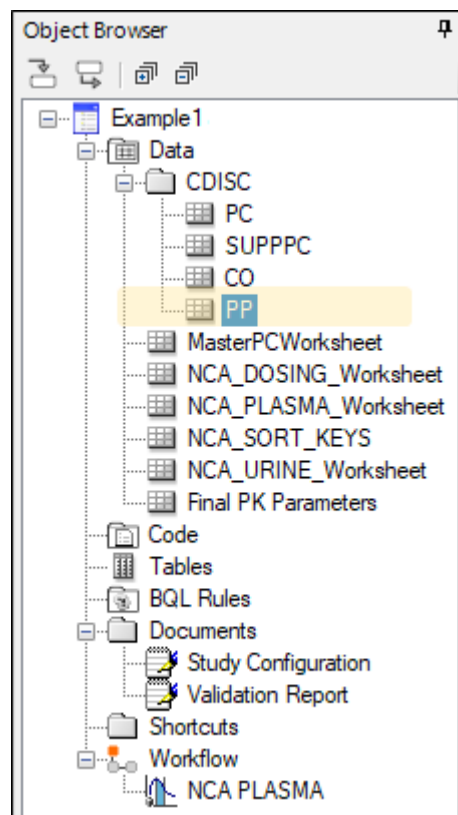 Object Browser
Example1
Data
CDISC
PC
SUPPPC
CO
PP
MasterPCWorksheet
NCA_DOSING_Worksheet
NCA_PLASMA_Worksheet
NCA_SORT_KEYS
NCA_URINE_Worksheet
Final PK Parameters
Code
Tables
BQL Rules
Documents
Study Configuration
Validation Report
Shortcuts
Workflow
NCA PLASMA